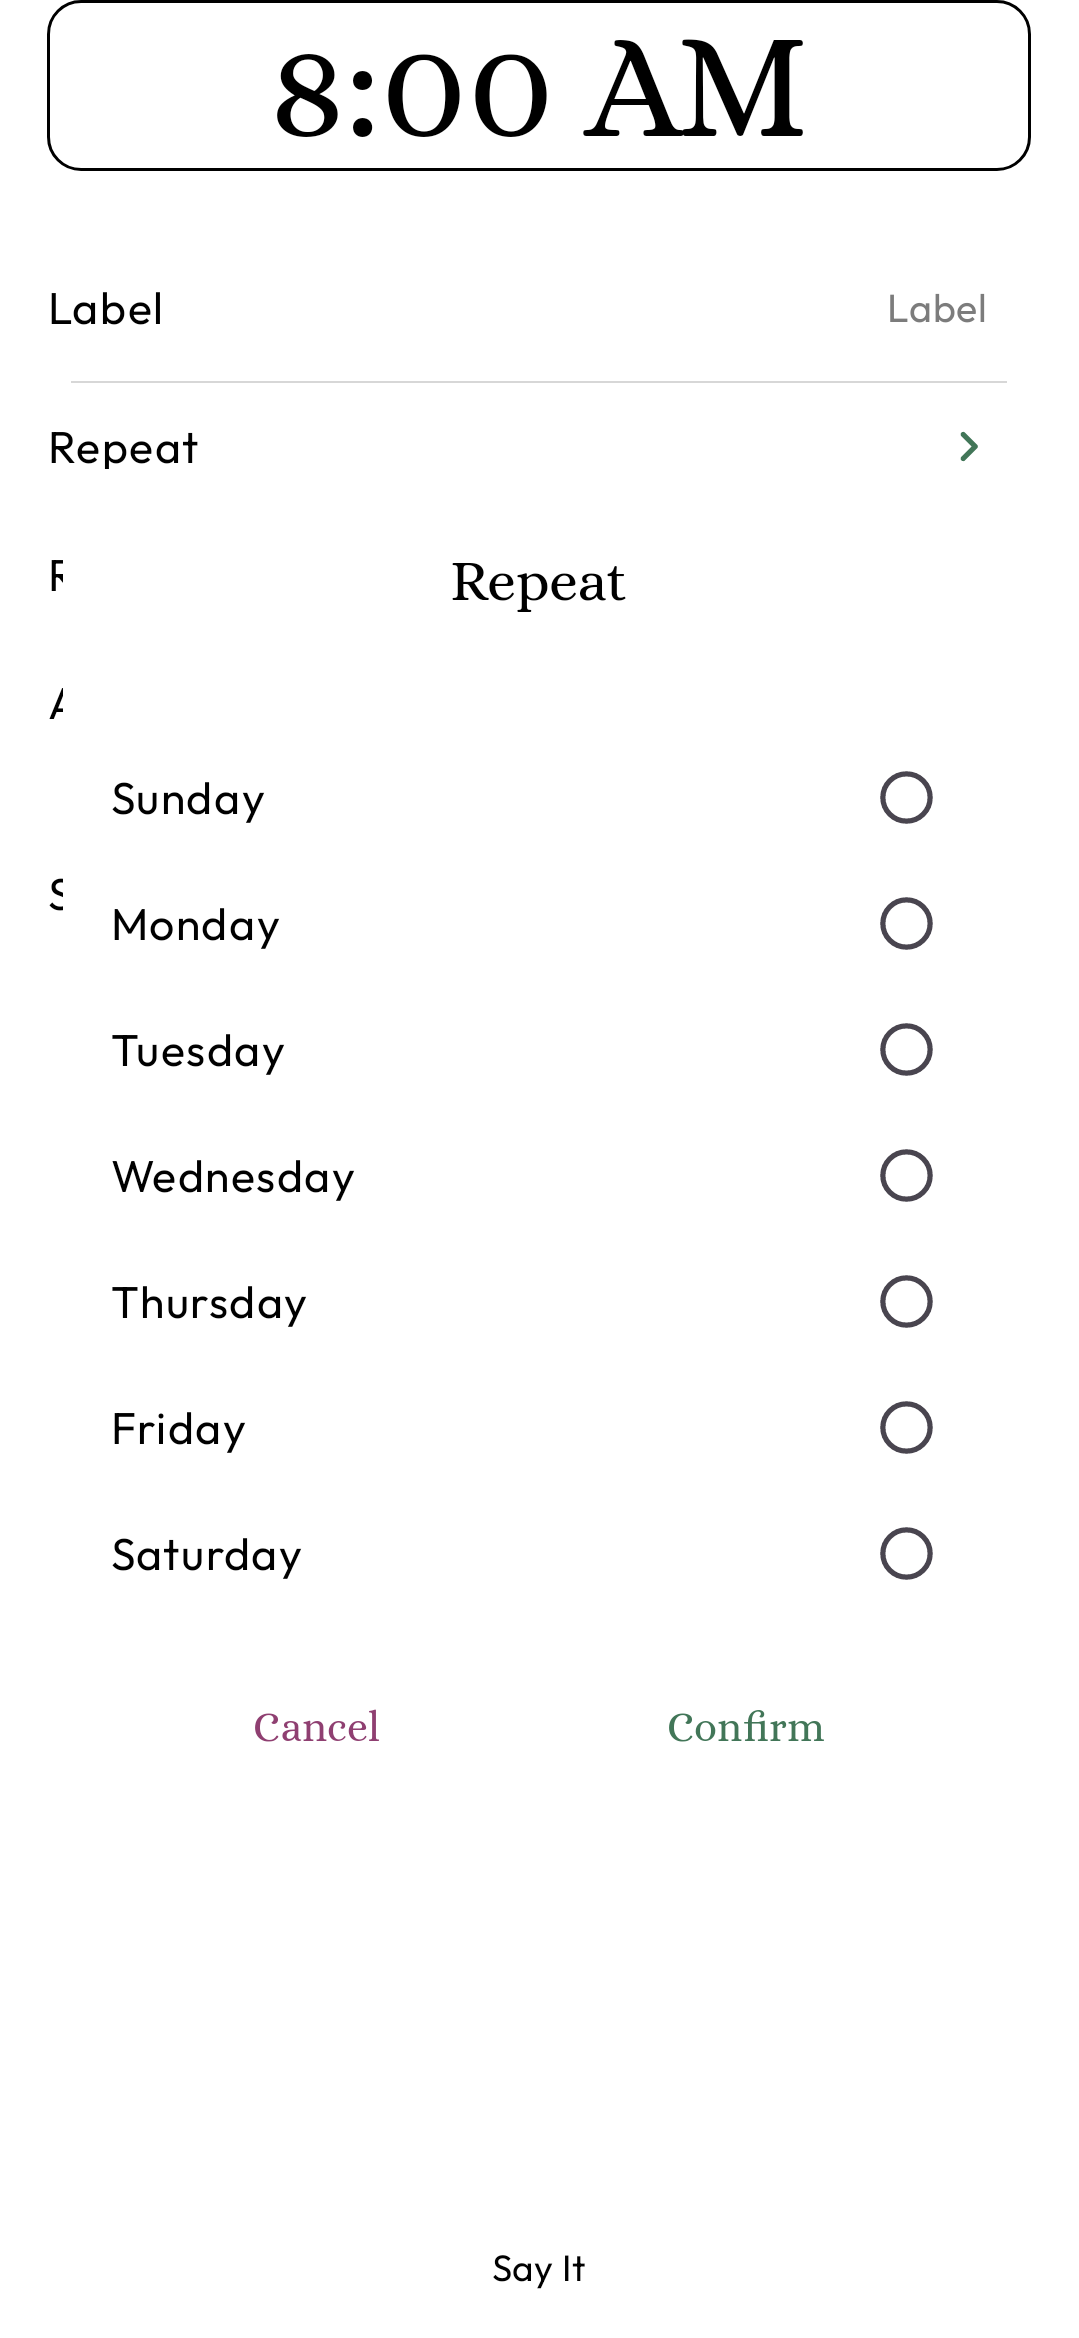 8:00 AM
Label Label
Repeat
Repeat
Sunday
Monday
Tuesday
Wednesday
Thursday
Friday
Saturday
Cancel Confirm
Say It